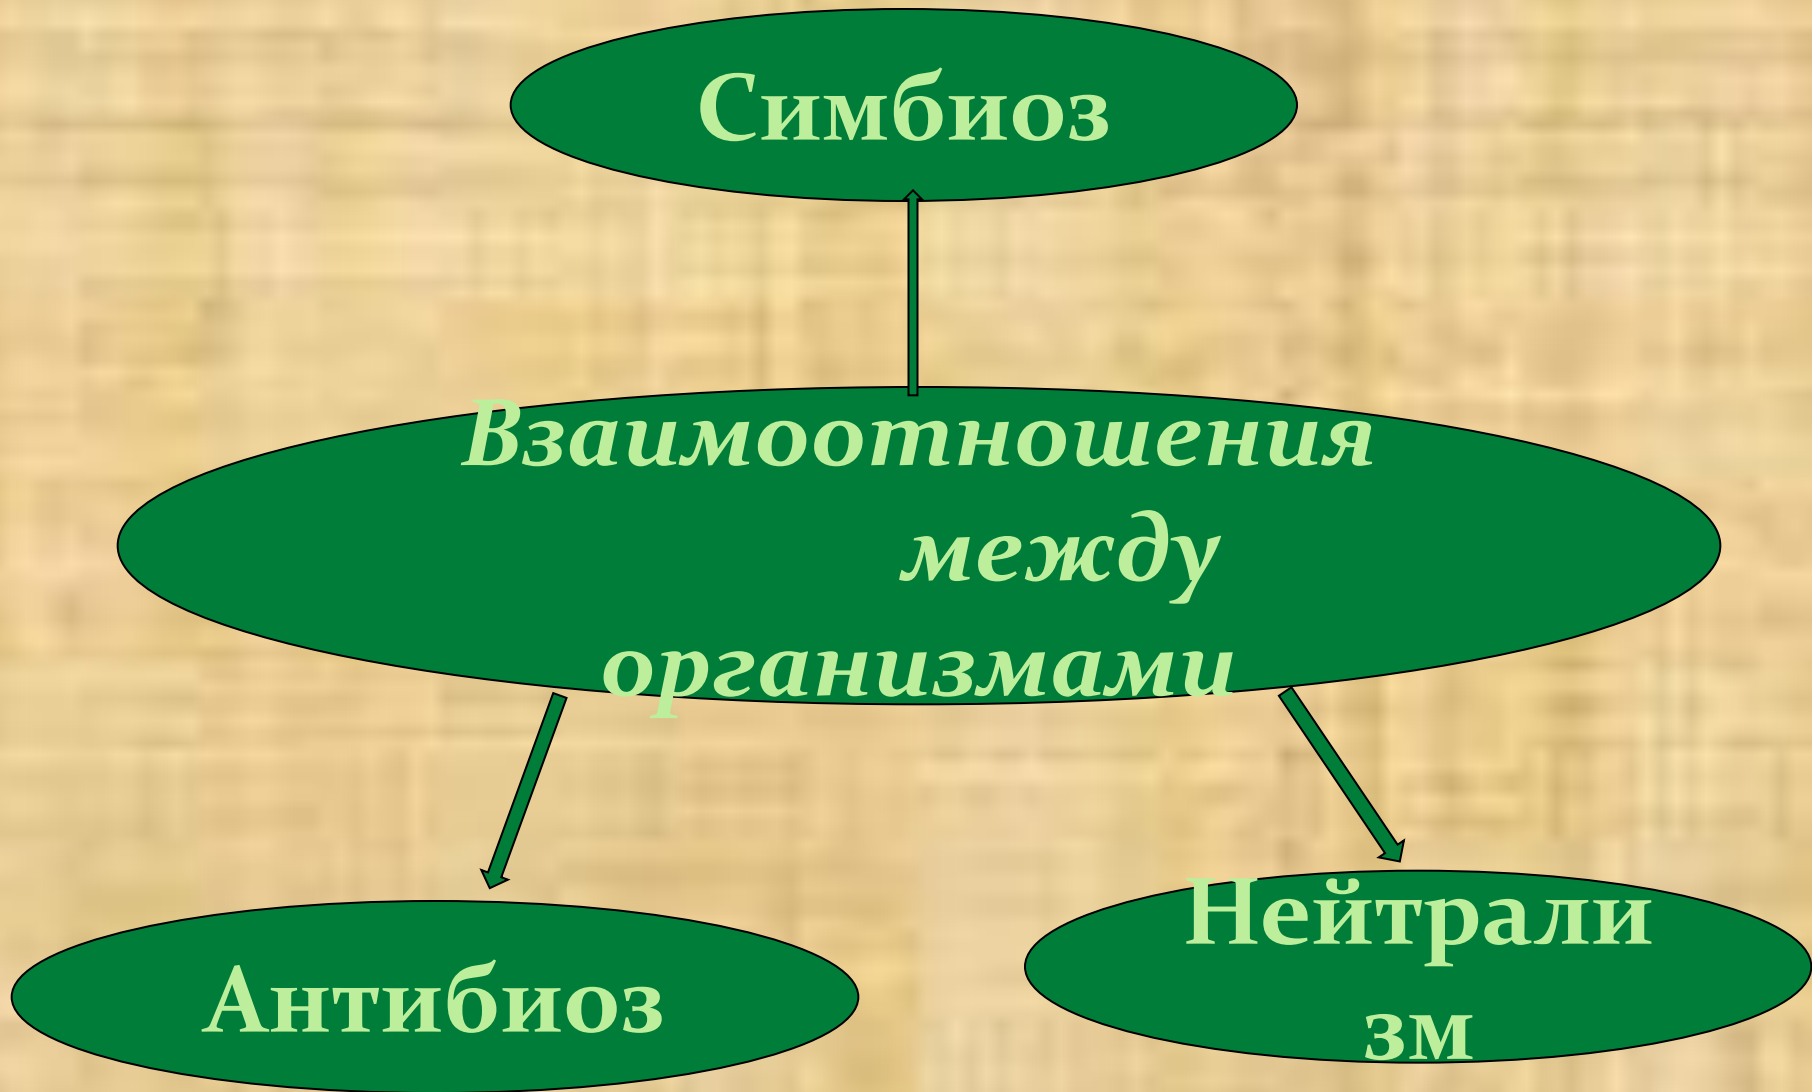 Симбиоз
Взаимоотношения
между
организмами
Антибиоз
Нейтрали
зм